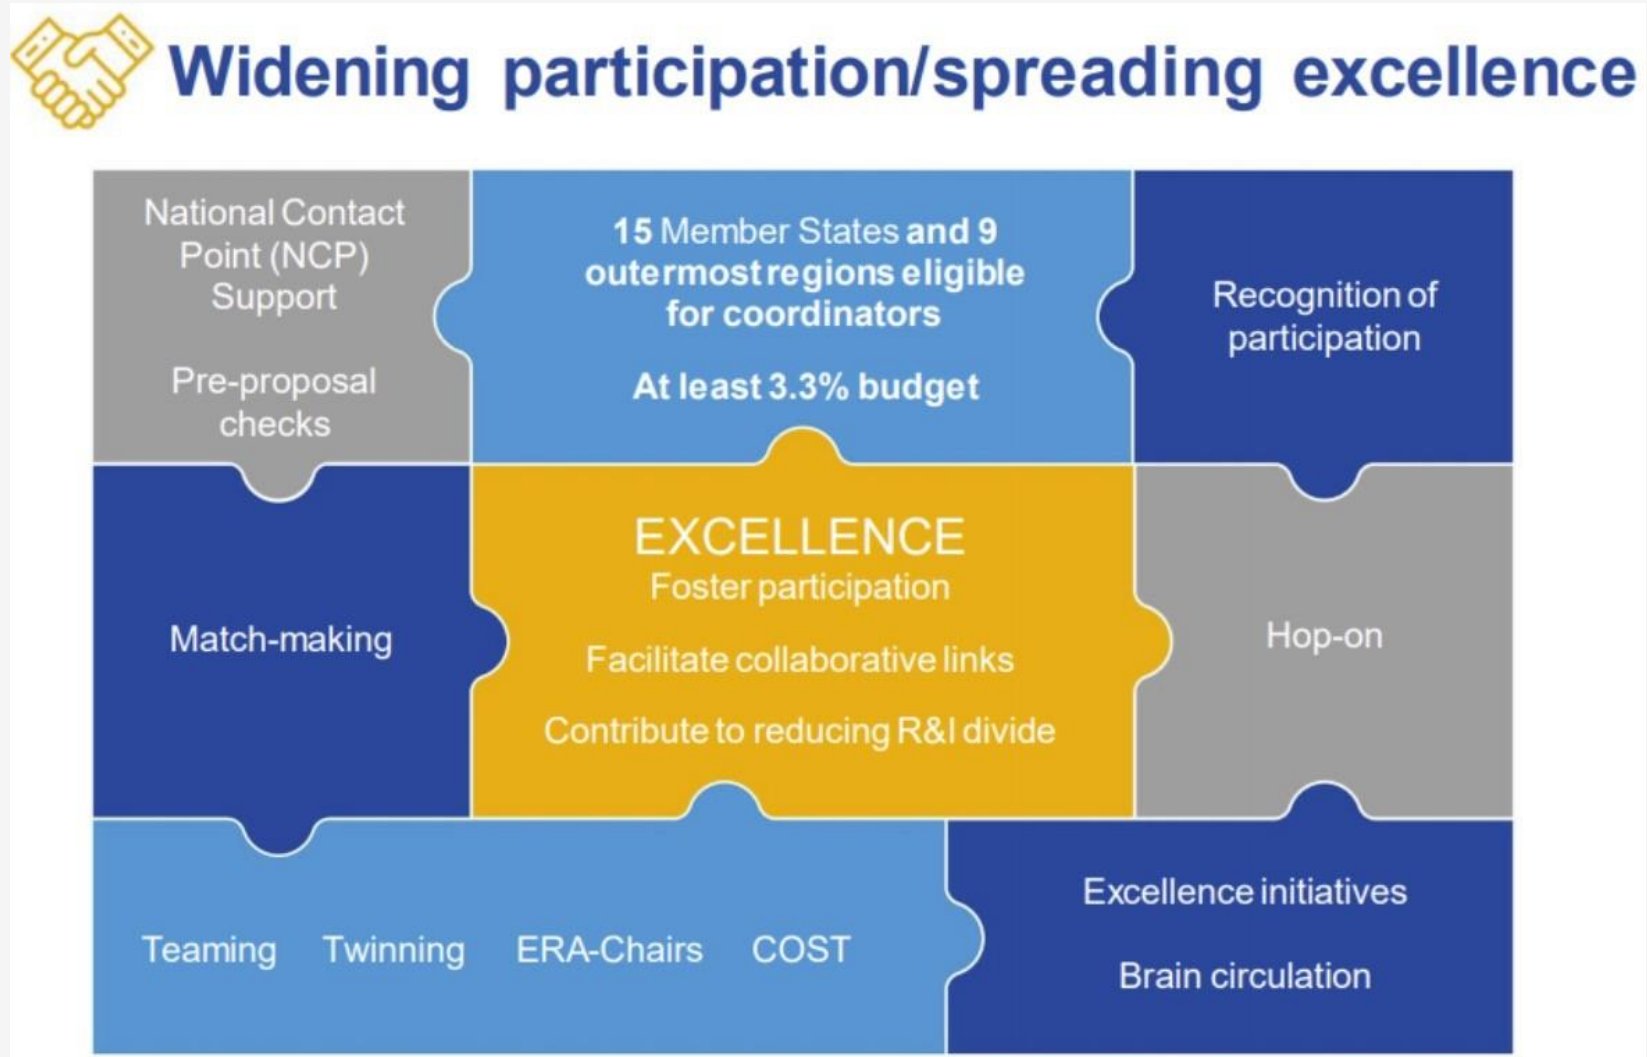 Widening participation/spreading excellence
National Contact
Point (NCP)
Support
Pre-proposal
checks
15 Member States and 9
outermost regions eligible
for coordinators
At least 3.3% budget
Recognition of
participation
Match-making
EXCELLENCE
Foster participation
Facilitate collaborative links
Contribute to reducing R&I divide
Hop-on
Teaming Twinning ERA-Chairs COST
Excellence initiatives
Brain circulation